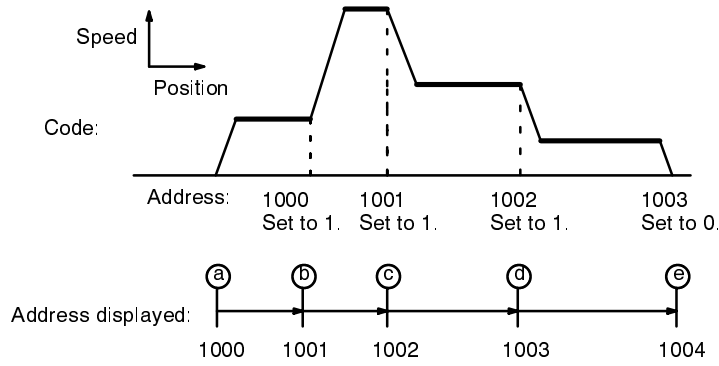 Speed
Position
Code:
Address:
1000 1001 1002 1003
Set to 1. Set to 1. Set to 1. Set to 0.
a b c d e
Address displayed:
1000 1001 1002 1003 1004